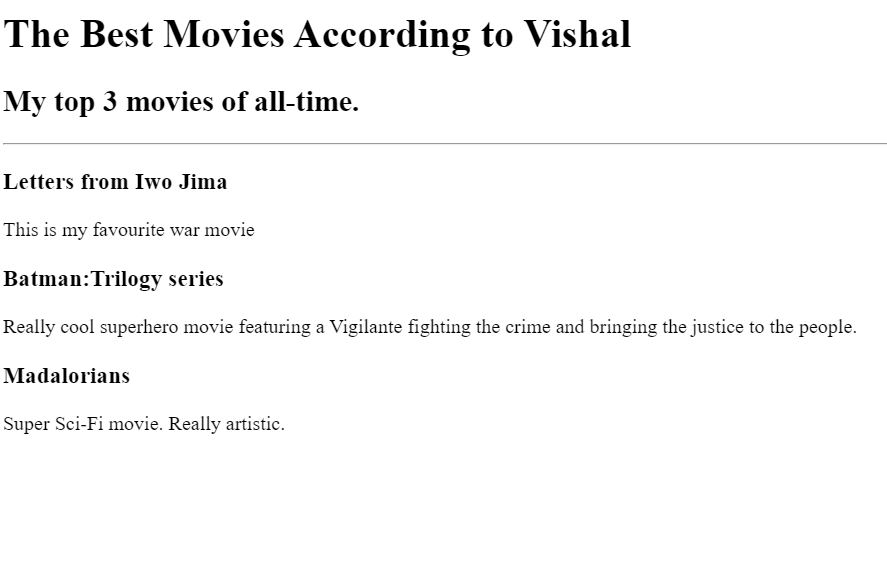 The Best Movies According to Vishal
My top 3 movies of all-time.
Letters from Iwo Jima
This is my favourite war movie
Batman:Trilogy series
Really cool superhero movie featuring a Vigilante fighting the crime and bringing the justice to the people.
Madalorians
Super Sci-Fi movie. Really artistic.